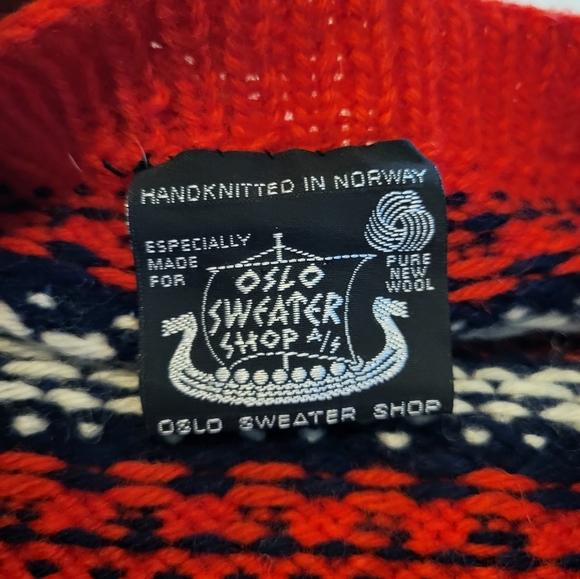 HANDKNITTED IN NORWAY
ESPECIALLY
MADE
FOR
OSLO
SWEATER
SHOP A/S
PURE
NEW
WOOL
OSLO SWEATER SHOP